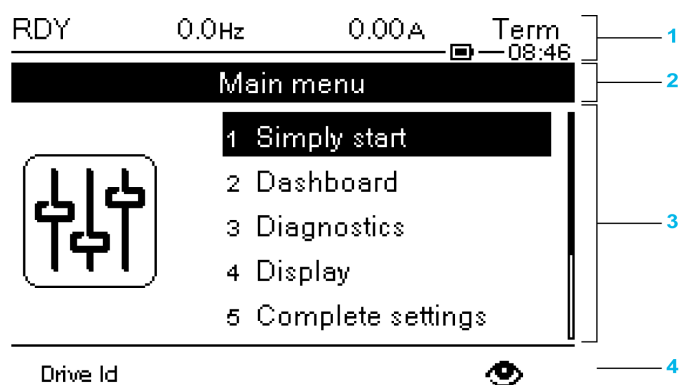 RDY 0.0Hz 0.00A Term 1
08:46
Main menu 2
1 Simply start
2 Dashboard
3 Diagnostics 3
4 Display
5 Complete settings
Drive Id 4